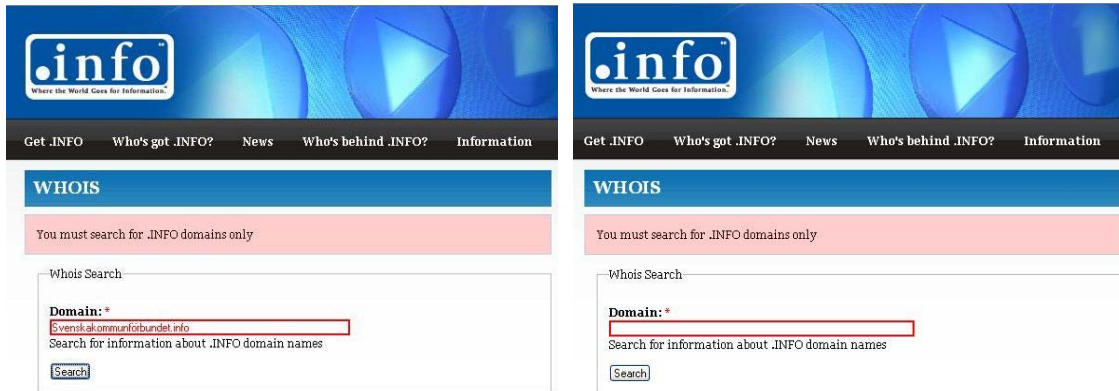 .info
Where the World Goes for Information.
Get .INFO Who's got .INFO? News Who's behind .INFO? Information
WHOIS
You must search for .INFO domains only
Whois Search
Domain: *
Svenskakommunförbundet.info
Search for information about .INFO domain names
Search
.info
Where the World Goes for Information.
Get .INFO Who's got .INFO? News Who's behind .INFO? Information
WHOIS
You must search for .INFO domains only
Whois Search
Domain: *
Search for information about .INFO domain names
Search